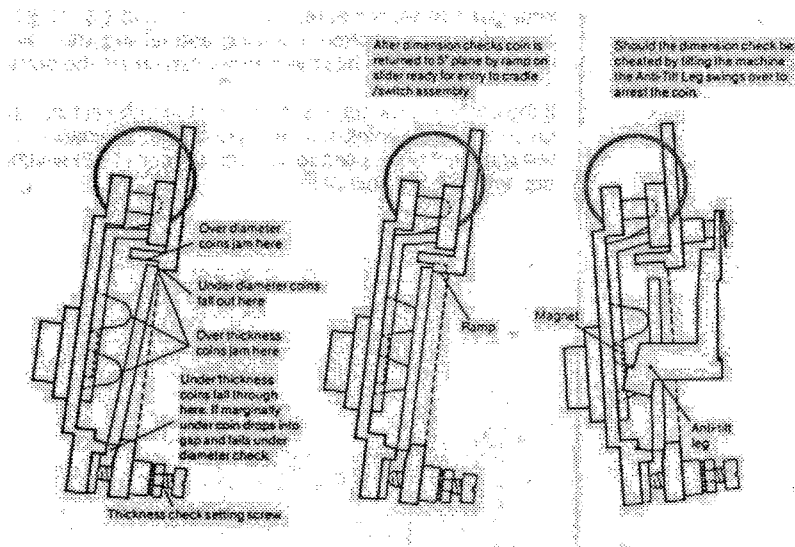 After dimension checks coin is
returned to 5° plane by ramp on
slider ready for entry to cradle
/switch assembly.
Should the dimension check be
cheated by tilting the machine
the Anti-Tilt Leg swings over to
arrest the coin.
Over diameter
coins jam here
Under diameter coins
fall out here
Over thickness
coins jam here
Under thickness
coins fall through
here. If marginally
under coin drops into
gap and fails under
diameter check.
Thickness check setting screw
Ramp
Magnet
Anti-tilt
leg